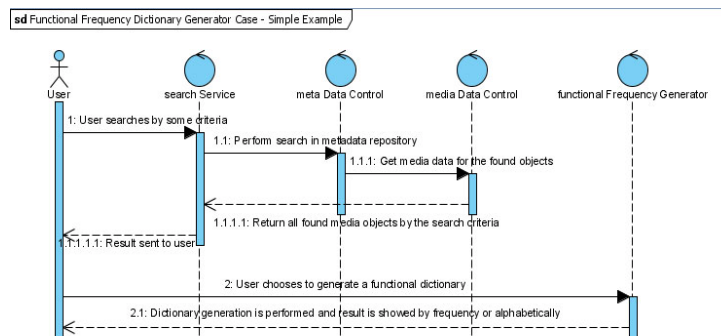 sd Functional Frequency Dictionary Generator Case - Simple Example
User
search Service
meta Data Control
media Data Control
functional Frequency Generator
1: User searches by some criteria
1.1: Perform search in metadata repository
1.1.1: Get media data for the found objects
1.1.1.1: Return all found media objects by the search criteria
1.1.1.1.1: Result sent to user
2: User chooses to generate a functional dictionary
2.1: Dictionary generation is performed and result is showed by frequency or alphabetically